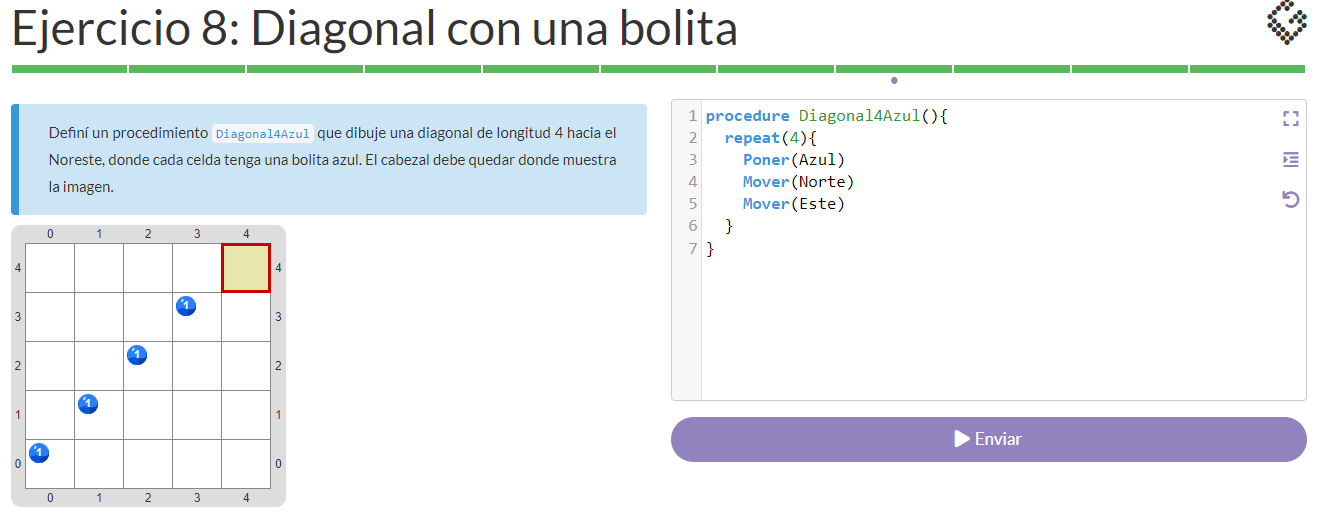 Ejercicio 8: Diagonal con una bolita
Definí un procedimiento Diagonal4Azul que dibuje una diagonal de longitud 4 hacia el
Noreste, donde cada celda tenga una bolita azul. El cabezal debe quedar donde muestra
la imagen.
0 1 2 3 4
4 4
3 1 3
2 1 2
1 1 1
0 1 0
0 1 2 3 4
1 procedure Diagonal4Azul(){
2 repeat(4){
3 Poner(Azul)
4 Mover(Norte)
5 Mover(Este)
6 }
7 }
Enviar